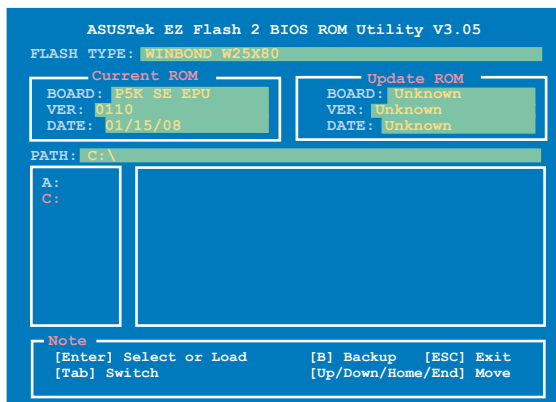 ASUSTek EZ Flash 2 BIOS ROM Utility V3.05
FLASH TYPE: WINBOND W25X80
Current ROM
BOARD: P5K SE EPU
VER: 0110
DATE: 01/15/08
Update ROM
BOARD: Unknown
VER: Unknown
DATE: Unknown
PATH: C:\
A:
C:
Note
[Enter] Select or Load [B] Backup [ESC] Exit
[Tab] Switch [Up/Down/Home/End] Move